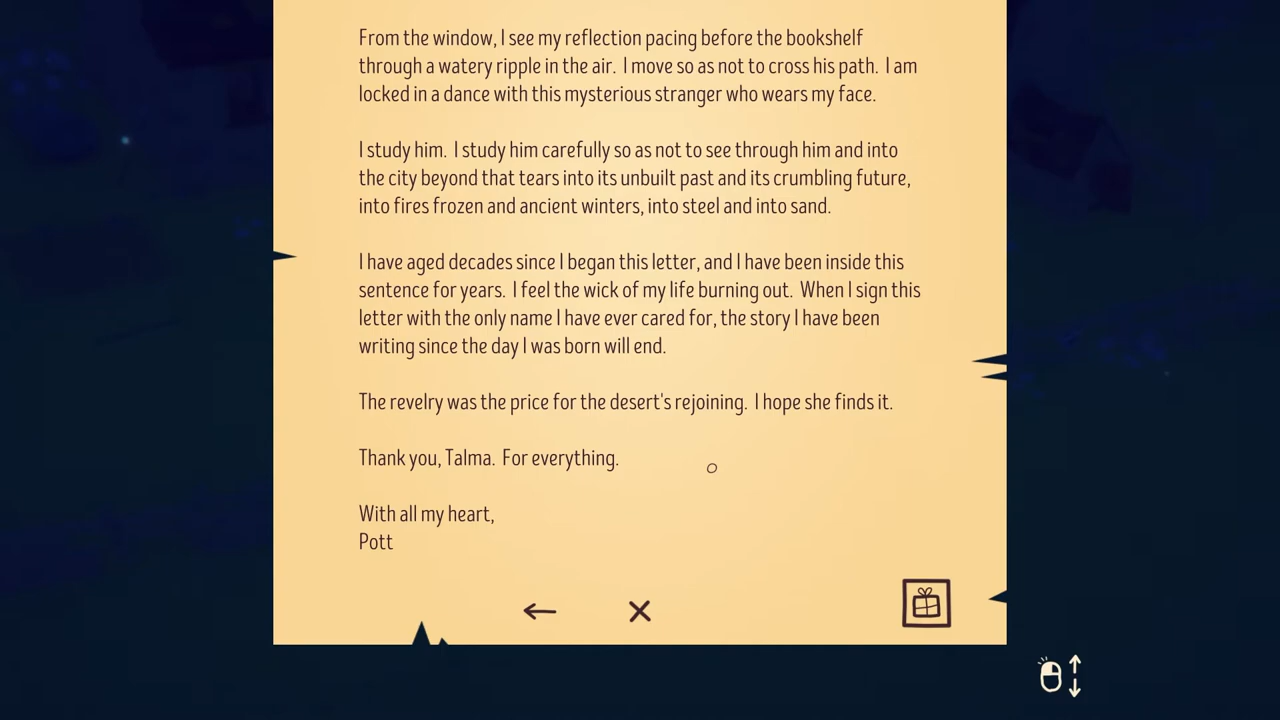 From the window, I see my reflection pacing before the bookshelf
through a watery ripple in the air.  I move so as not to cross his path.  I am
locked in a dance with this mysterious stranger who wears my face.
I study him.  I study him carefully so as not to see through him and into
the city beyond that tears into its unbuilt past and its crumbling future,
into fires frozen and ancient winters, into steel and into sand.
I have aged decades since I began this letter, and I have been inside this
sentence for years.  I feel the wick of my life burning out.  When I sign this
letter with the only name I have ever cared for, the story I have been
writing since the day I was born will end.
The revelry was the price for the desert's rejoining.  I hope she finds it.
Thank you, Talma.  For everything.
With all my heart,
Pott